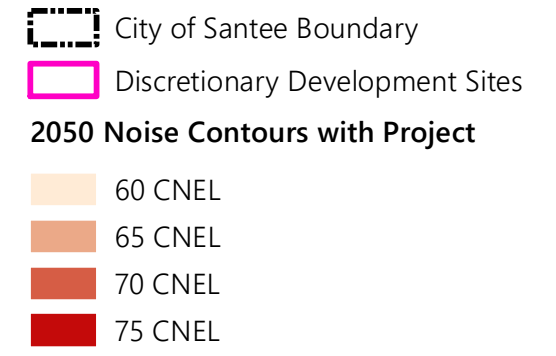 City of Santee Boundary
Discretionary Development Sites
2050 Noise Contours with Project
60 CNEL
65 CNEL
70 CNEL
75 CNEL